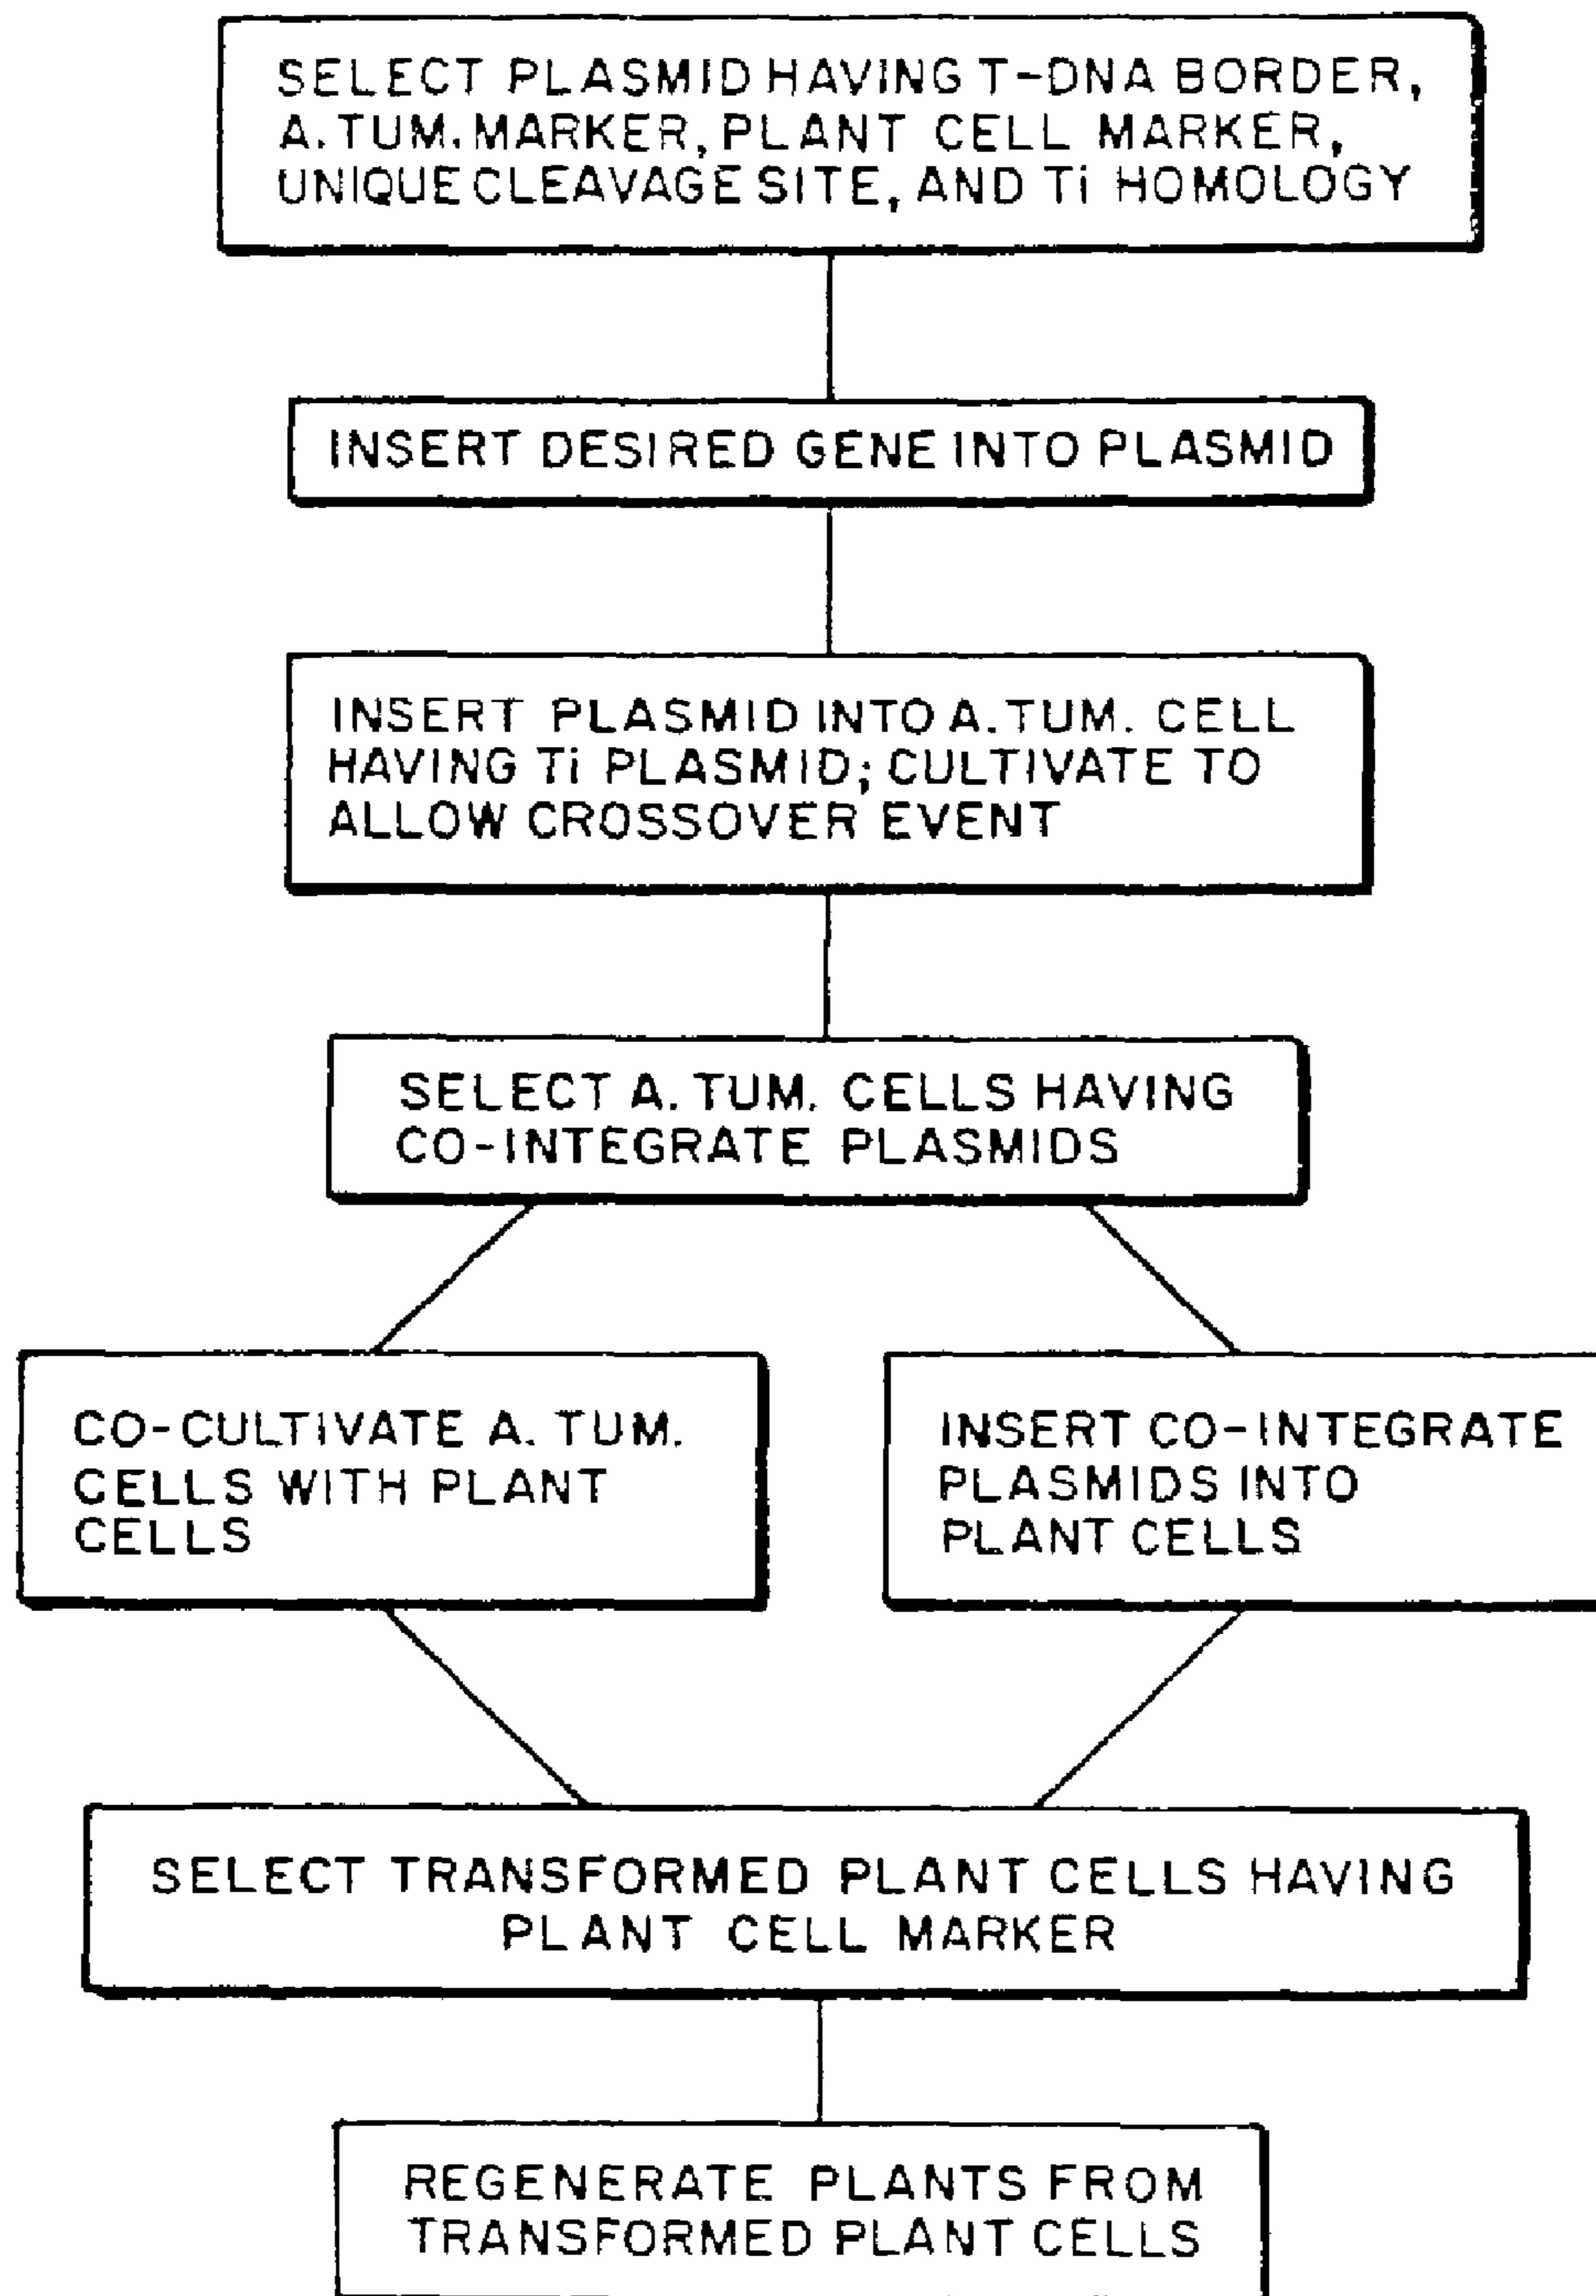 SELECT PLASMID HAVING T-DNA BORDER,
A. TUM. MARKER, PLANT CELL MARKER,
UNIQUE CLEAVAGE SITE, AND Ti HOMOLOGY
INSERT DESIRED GENE INTO PLASMID
INSERT PLASMID INTO A. TUM. CELL
HAVING Ti PLASMID; CULTIVATE TO
ALLOW CROSSOVER EVENT
SELECT A. TUM. CELLS HAVING
CO-INTEGRATE PLASMIDS
CO-CULTIVATE A. TUM.
CELLS WITH PLANT
CELLS
INSERT CO-INTEGRATE
PLASMIDS INTO
PLANT CELLS
SELECT TRANSFORMED PLANT CELLS HAVING
PLANT CELL MARKER
REGENERATE PLANTS FROM
TRANSFORMED PLANT CELLS